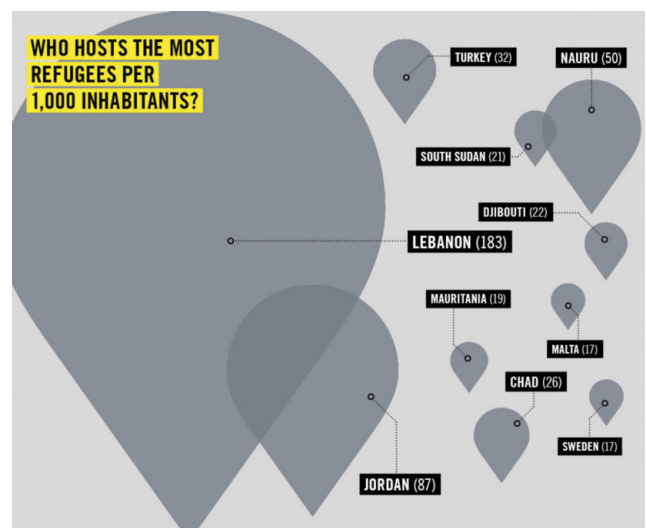 WHO HOSTS THE MOST
REFUGEES PER
1,000 INHABITANTS?
TURKEY (32)
NAURU (50)
SOUTH SUDAN (21)
DJIBOUTI (22)
LEBANON (183)
MAURITANIA (19)
MALTA (17)
CHAD (26)
SWEDEN (17)
JORDAN (87)